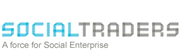 SOCIALTRADERS
A force for Social Enterprise